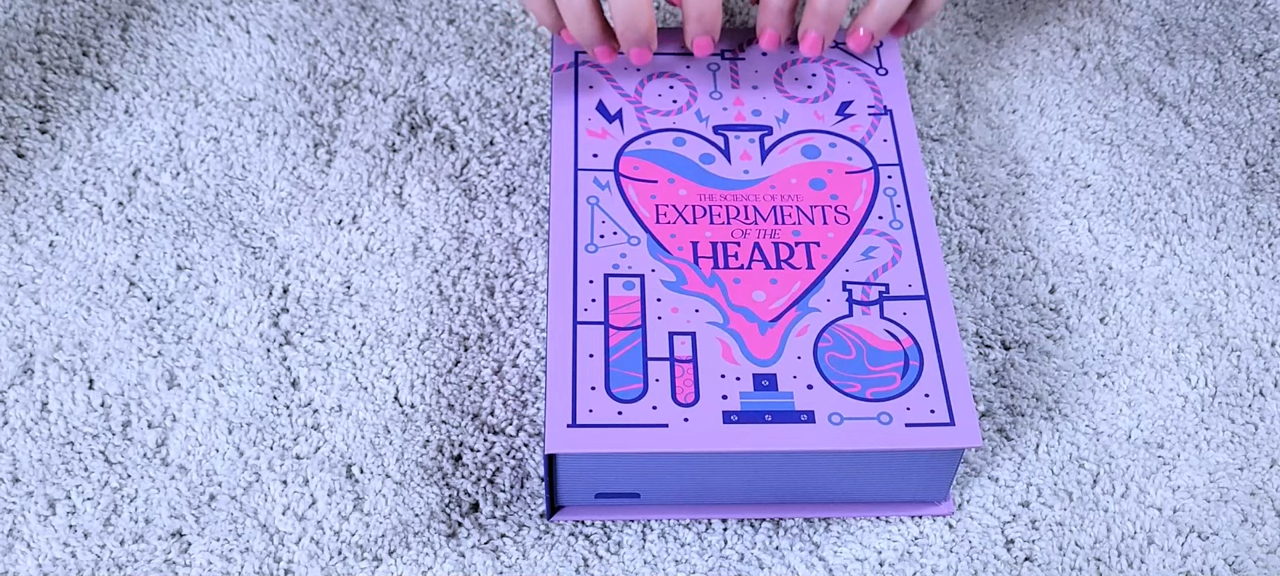 THE SCIENCE OF LOVE:
EXPERIMENTS
OF THE
HEART